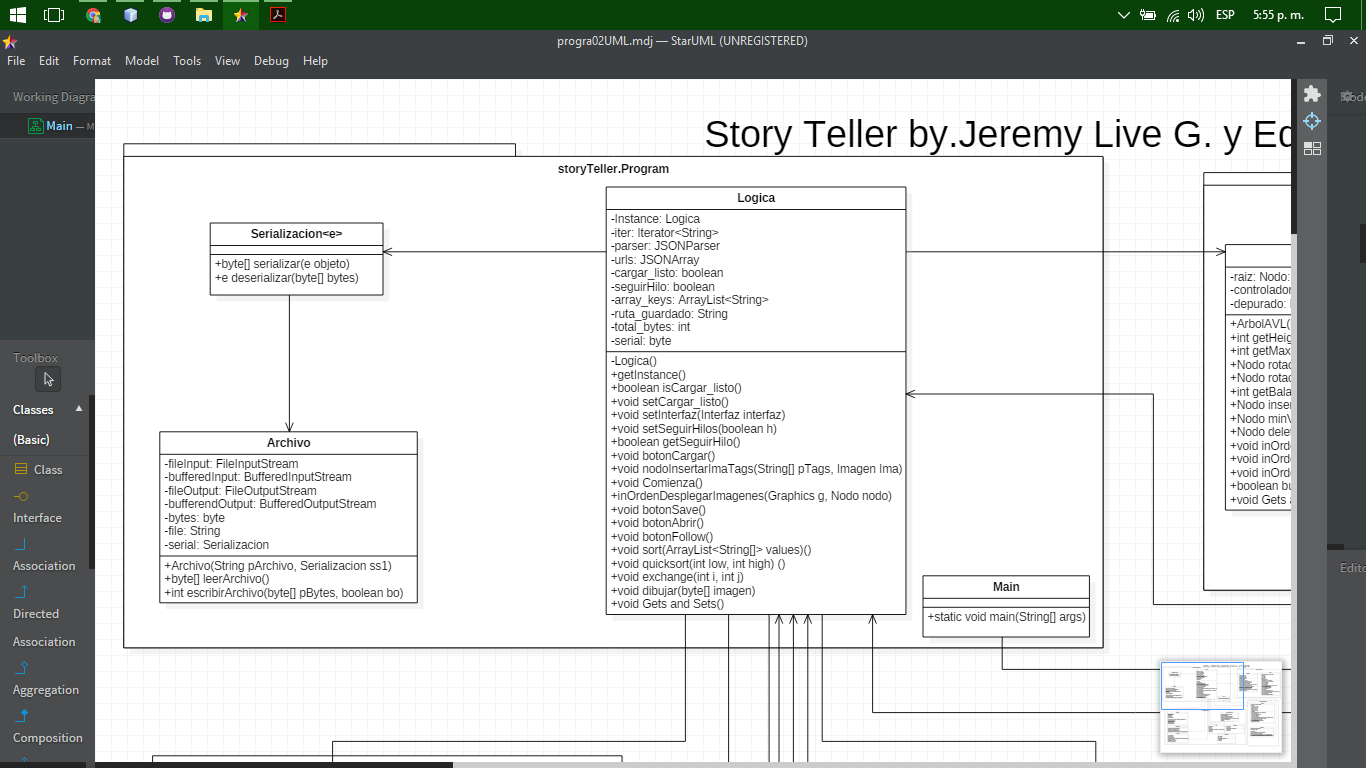 ESP
5:55 p. m.
progra02UML.mdj — StarUML (UNREGISTERED)
File Edit Format Model Tools View Debug Help
Working Diagra
Main — M
Toolbox
Classes
(Basic)
Class
Interface
Association
Directed
Association
Aggregation
Composition
Story Teller by.Jeremy Live G. y Ed
storyTeller.Program
Serializacion<e>
+byte[] serializar(e objeto)
+e deserializar(byte[] bytes)
Archivo
-fileInput: FileInputStream
-bufferedInput: BufferedInputStream
-fileOutput: FileOutputStream
-bufferendOutput: BufferedOutputStream
-bytes: byte
-file: String
-serial: Serializacion
+Archivo(String pArchivo, Serializacion ss1)
+byte[] leerArchivo()
+int escribirArchivo(byte[] pBytes, boolean bo)
Logica
-Instance: Logica
-iter: Iterator<String>
-parser: JSONParser
-urls: JSONArray
-cargar_listo: boolean
-seguirHilo: boolean
-array_keys: ArrayList<String>
-ruta_guardado: String
-total_bytes: int
-serial: byte
-Logica()
+getInstance()
+boolean isCargar_listo()
+void setCargar_listo()
+void setInterfaz(Interfaz interfaz)
+void setSeguirHilos(boolean h)
+boolean getSeguirHilo()
+void botonCargar()
+void nodoInsertarImaTags(String[] pTags, Imagen Ima)
+void Comienza()
+inOrdenDesplegarImagenes(Graphics g, Nodo nodo)
+void botonSave()
+void botonAbrir()
+void botonFollow()
+void sort(ArrayList<String[]> values)()
+void quicksort(int low, int high) ()
+void exchange(int i, int j)
+void dibujar(byte[] imagen)
+void Gets and Sets()
Main
+static void main(String[] args)
-raiz: Nodo:
-controlador
-depurado:
+ArbolAVL(
+int getHeig
+int getMax
+Nodo rotac
+Nodo rotac
+int getBala
+Nodo inser
+Nodo minV
+Nodo delet
+void inOrd
+void inOrd
+void inOrd
+boolean bu
+void Gets a
Edito